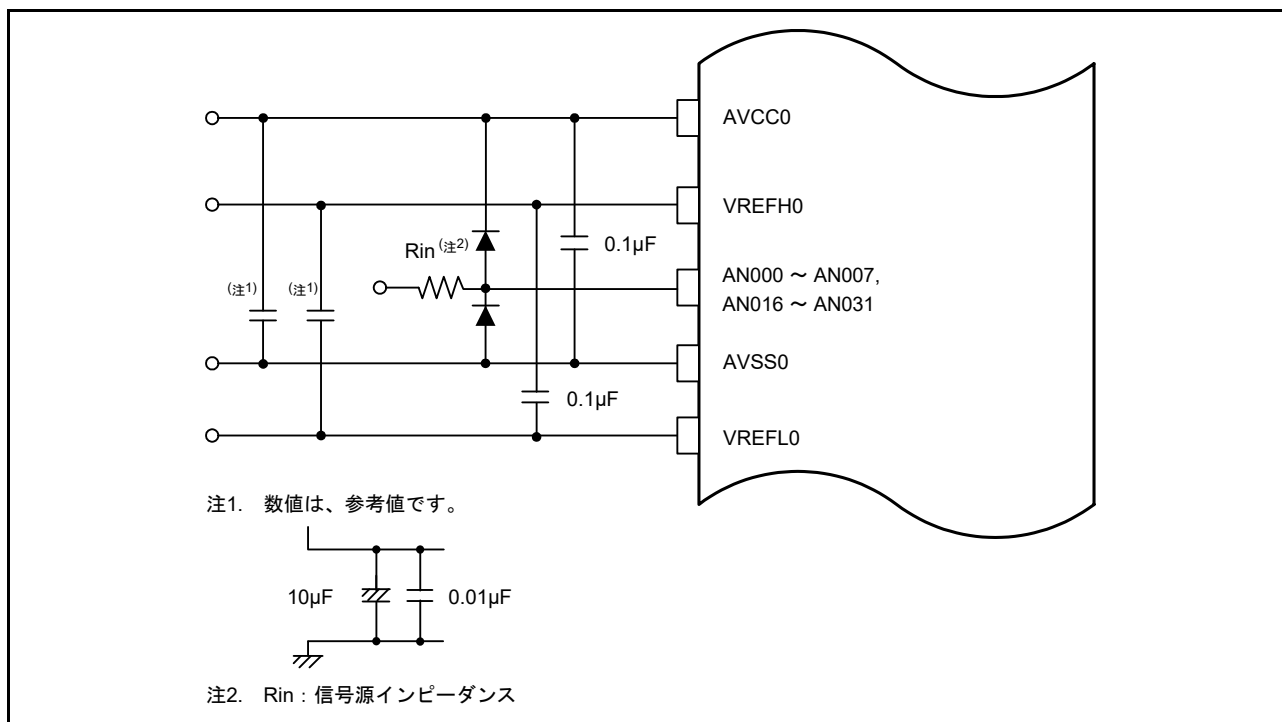 AVCC0
VREFH0
Rin(注2)
0.1µF
(注1)
(注1)
AN000 ~ AN007,
AN016 ~ AN031
AVSS0
0.1µF
VREFL0
注1. 数値は、参考値です。
10µF
0.01µF
注2. Rin:信号源インピーダンス